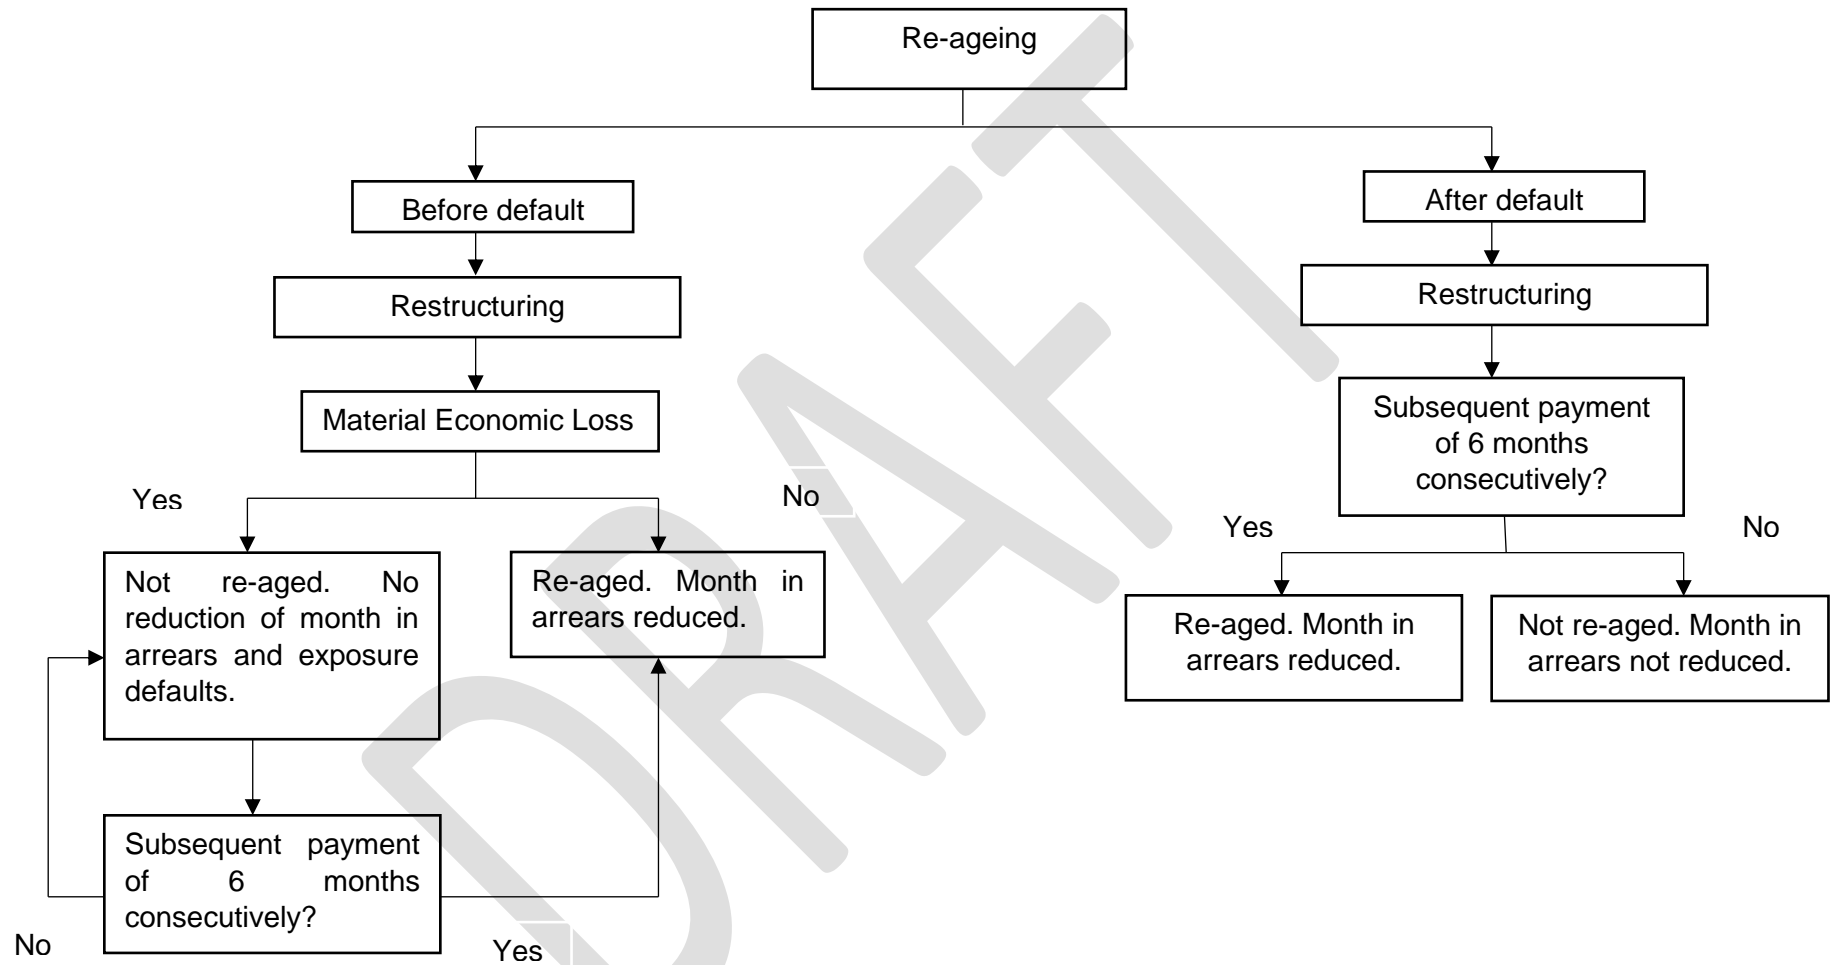 Re-ageing
Before default
After default
Restructuring
Restructuring
Material Economic Loss
Subsequent payment
of 6 months
consecutively?
Yes
No
Yes
No
Not re-aged. No
reduction of month in
arrears and exposure
defaults.
Re-aged. Month in
arrears reduced.
Re-aged. Month in
arrears reduced.
Not re-aged. Month in
arrears not reduced.
Subsequent payment
of 6 months
consecutively?
No
Yes
DRAFT